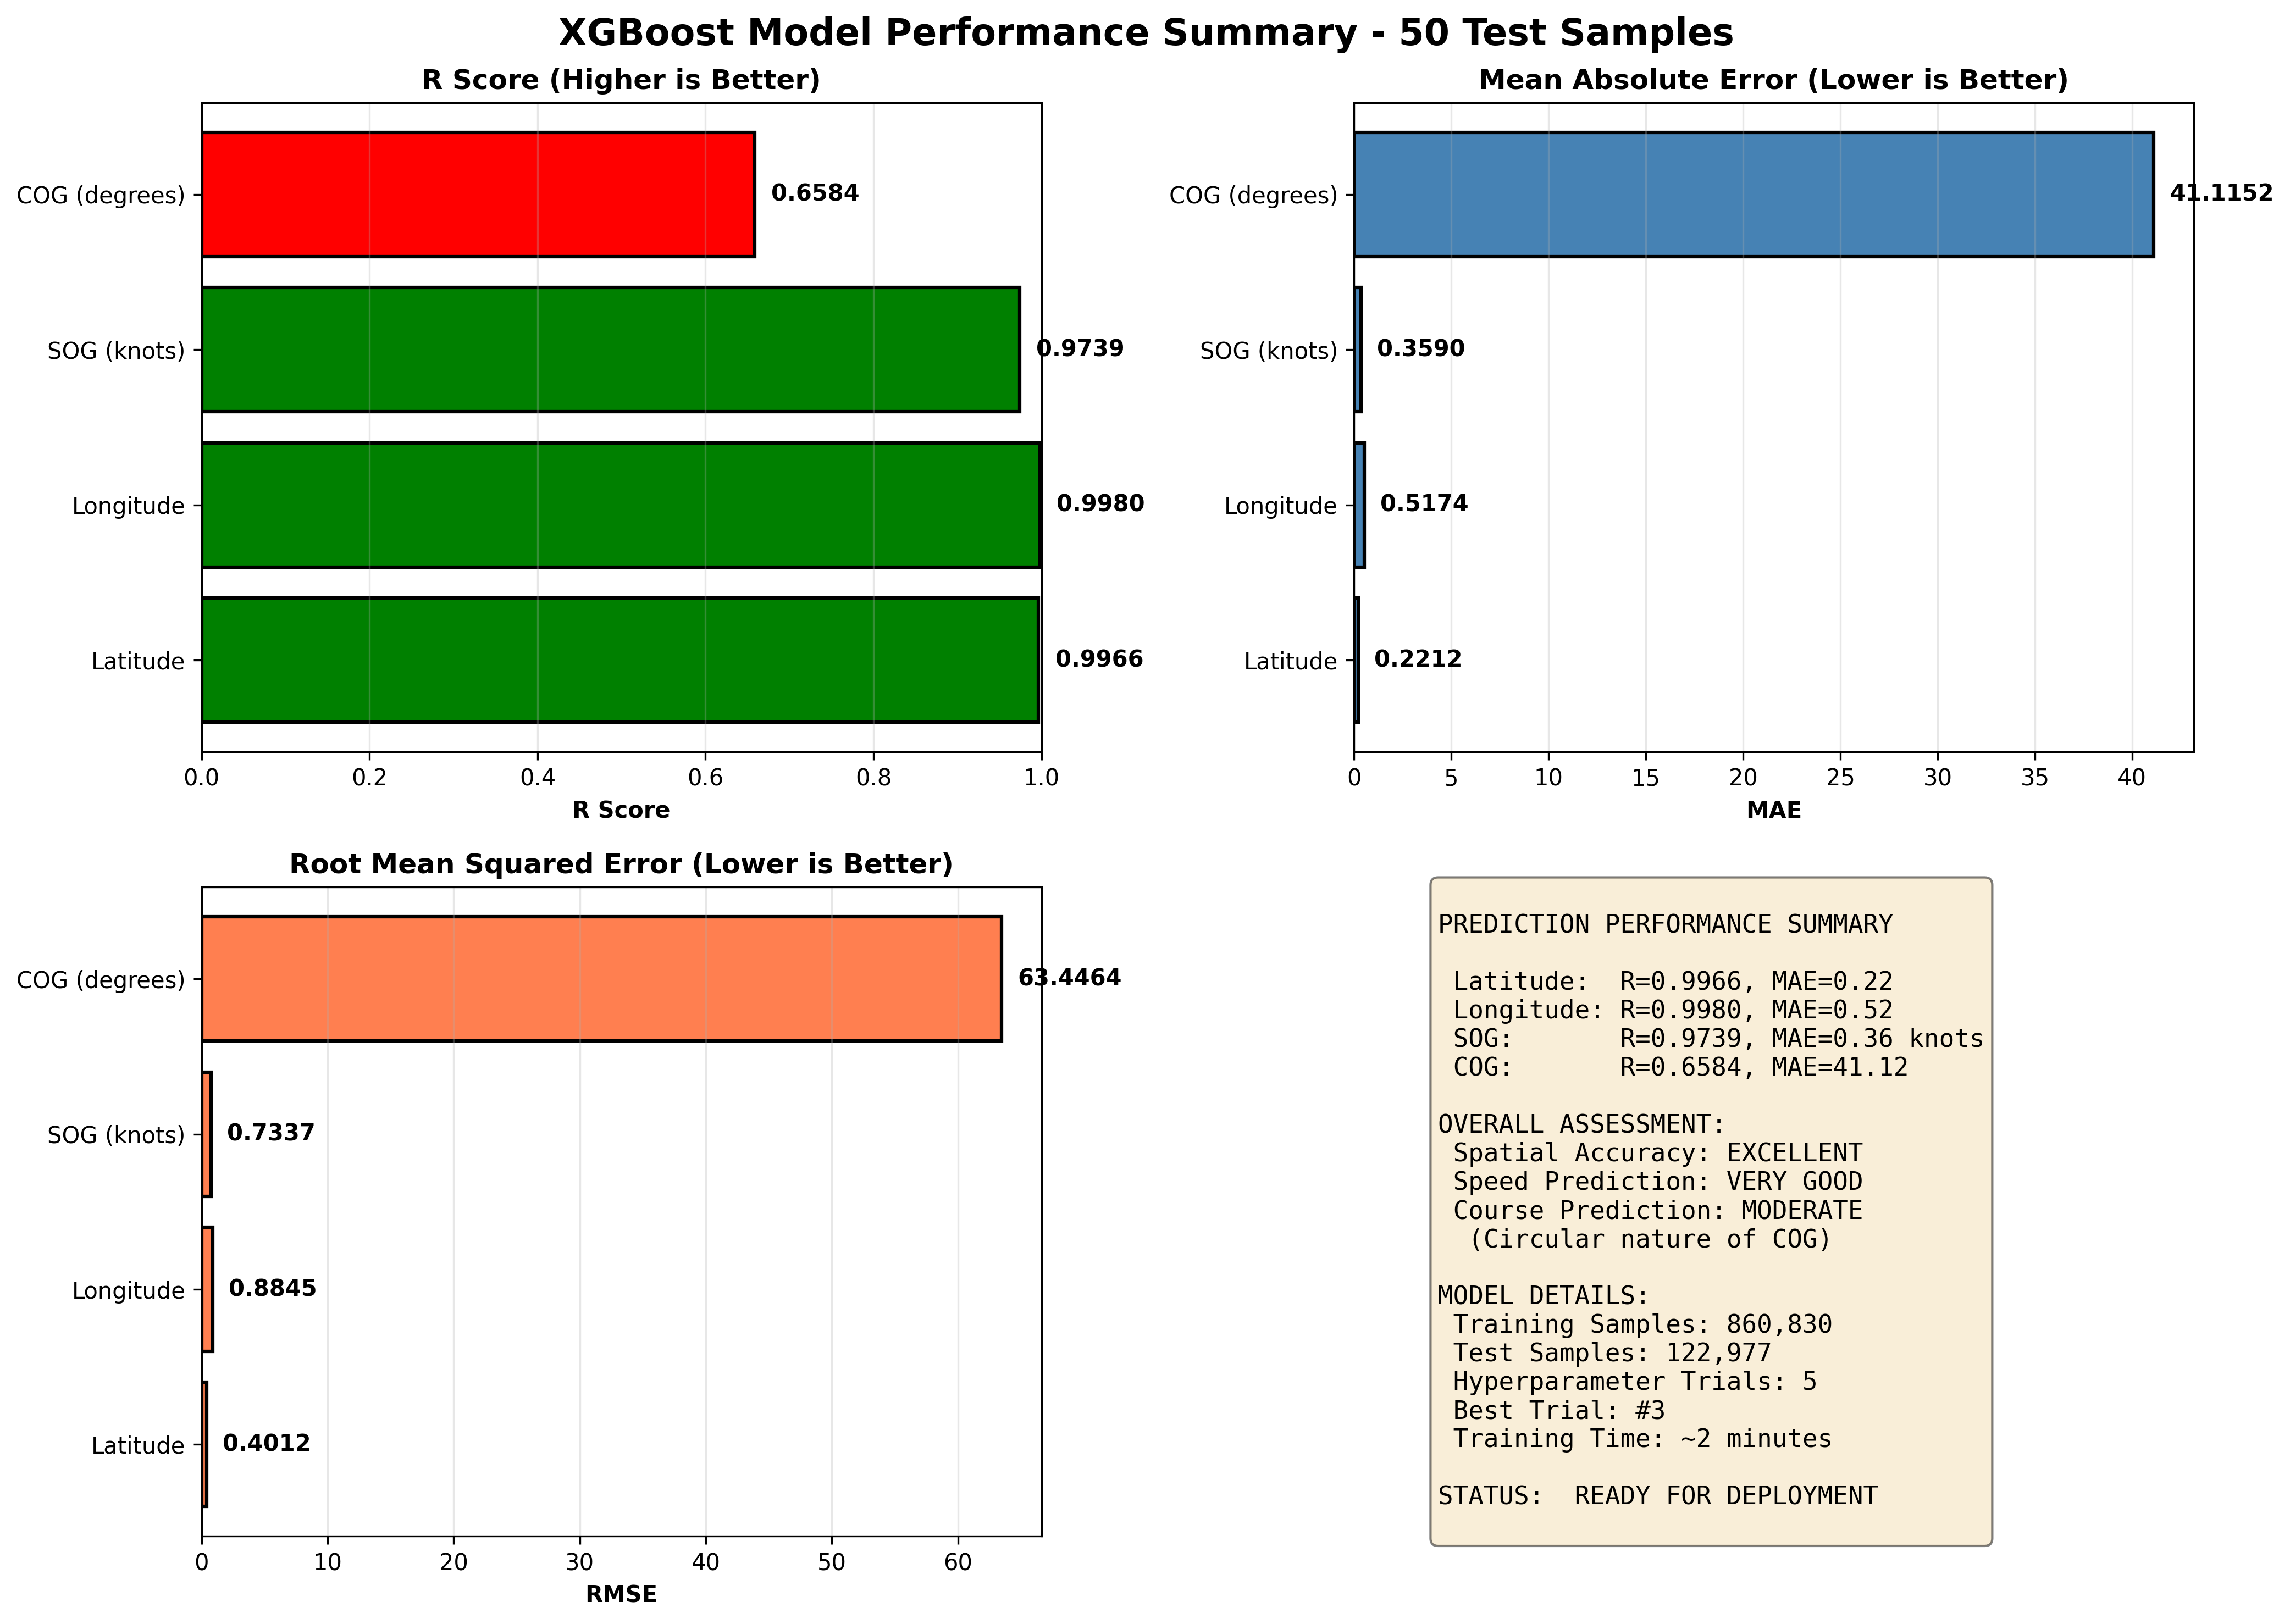 XGBoost Model Performance Summary - 50 Test Samples
R Score (Higher is Better)
COG (degrees)
0.6584
SOG (knots)
0.9739
Longitude
0.9980
Latitude
0.9966
0.0 0.2 0.4 0.6 0.8 1.0
R Score
Mean Absolute Error (Lower is Better)
COG (degrees)
41.1152
SOG (knots)
0.3590
Longitude
0.5174
Latitude
0.2212
0 5 10 15 20 25 30 35 40
MAE
Root Mean Squared Error (Lower is Better)
COG (degrees)
63.4464
SOG (knots)
0.7337
Longitude
0.8845
Latitude
0.4012
0 10 20 30 40 50 60
RMSE
PREDICTION PERFORMANCE SUMMARY
Latitude: R=0.9966, MAE=0.22
Longitude: R=0.9980, MAE=0.52
SOG: R=0.9739, MAE=0.36 knots
COG: R=0.6584, MAE=41.12
OVERALL ASSESSMENT:
Spatial Accuracy: EXCELLENT
Speed Prediction: VERY GOOD
Course Prediction: MODERATE
(Circular nature of COG)
MODEL DETAILS:
Training Samples: 860,830
Test Samples: 122,977
Hyperparameter Trials: 5
Best Trial: #3
Training Time: ~2 minutes
STATUS: READY FOR DEPLOYMENT